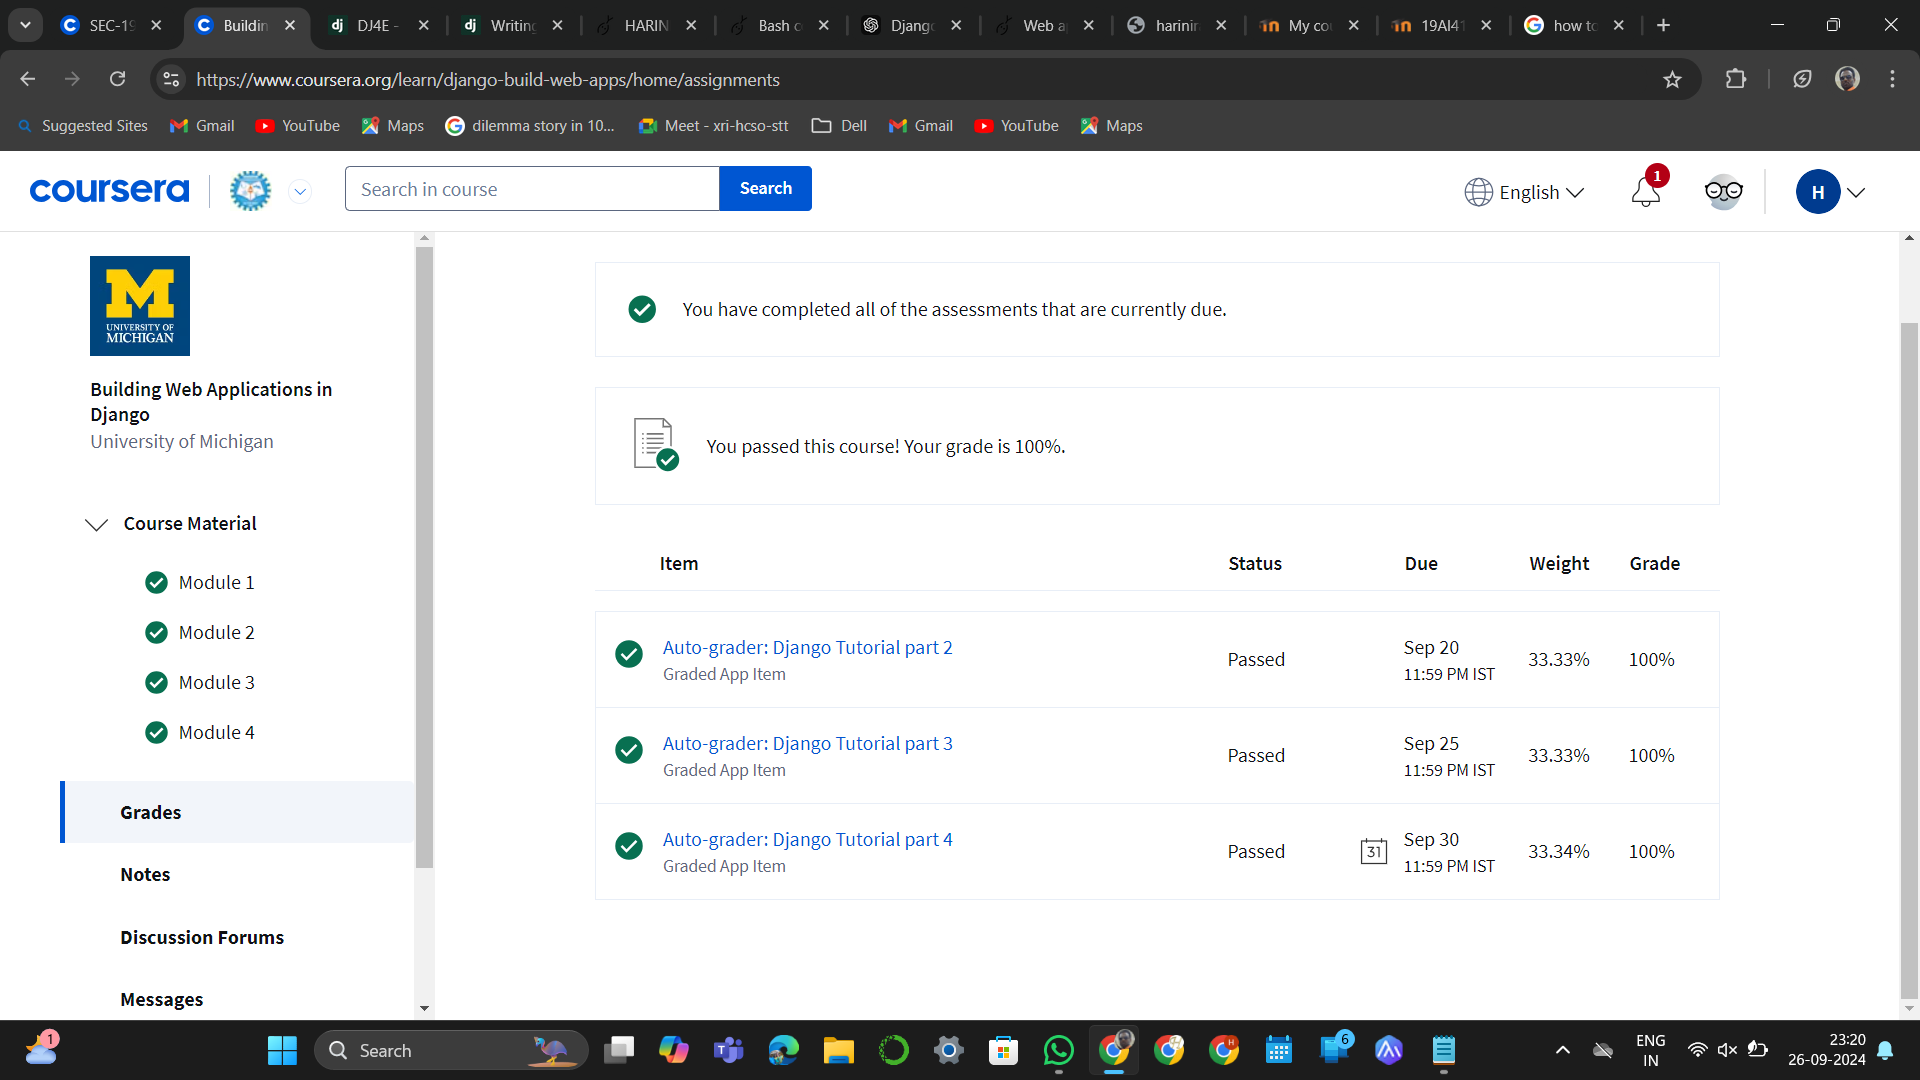 SEC-19
Buildin
DJ4E -
Writing
HARIN
Bash c
Django
Web a
harinir
My cou
19AI41
how to
https://www.coursera.org/learn/django-build-web-apps/home/assignments
Suggested Sites
Gmail
YouTube
Maps
dilemma story in 10...
Meet - xri-hcso-stt
Dell
Gmail
YouTube
Maps
coursera
Search in course
Search
English
1
H
UNIVERSITY OF
MICHIGAN
Building Web Applications in
Django
University of Michigan
Course Material
Module 1
Module 2
Module 3
Module 4
Grades
Notes
Discussion Forums
Messages
You have completed all of the assessments that are currently due.
You passed this course! Your grade is 100%.
Item Status Due Weight Grade
Auto-grader: Django Tutorial part 2
Graded App Item
Passed
Sep 20
11:59 PM IST
33.33%
100%
Auto-grader: Django Tutorial part 3
Graded App Item
Passed
Sep 25
11:59 PM IST
33.33%
100%
Auto-grader: Django Tutorial part 4
Graded App Item
Passed
31
Sep 30
11:59 PM IST
33.34%
100%
1
Search
6
ENG
IN
23:20
26-09-2024